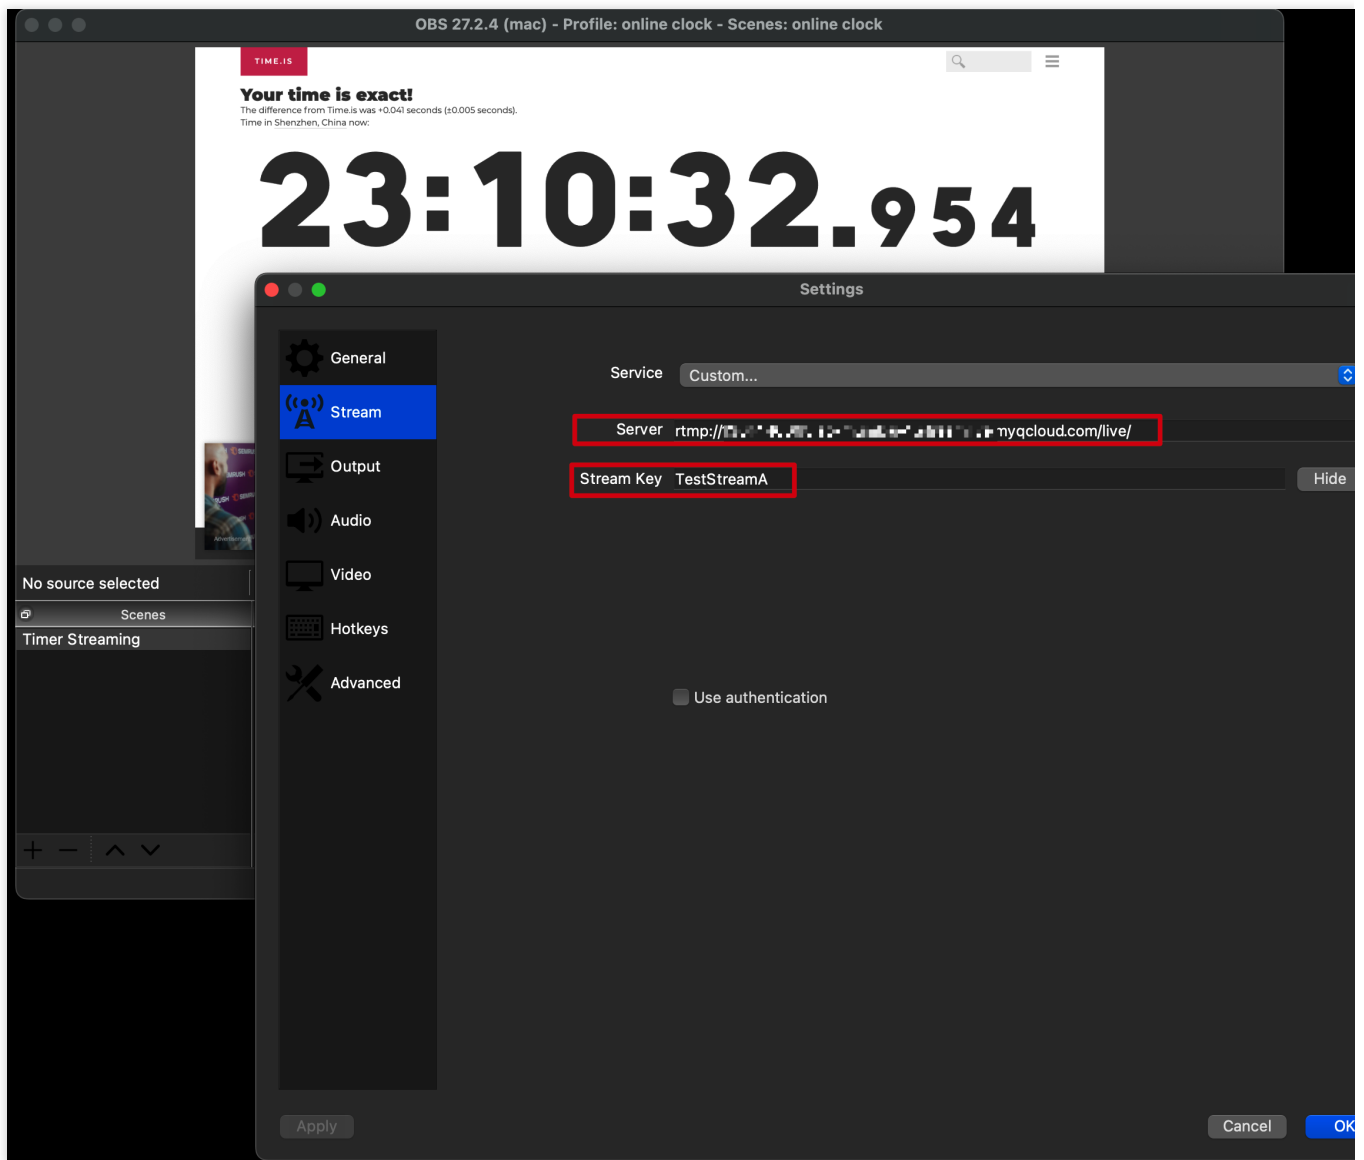 OBS 27.2.4 (mac) - Profile: online clock - Scenes: online clock
TIME.IS
Your time is exact!
The difference from Time.is was +0.041 seconds (±0.005 seconds).
Time in Shenzhen, China now:
23:10:32.954
Settings
General
Stream
Output
Audio
Video
Hotkeys
Advanced
Service Custom...
Server rtmp:// myqcloud.com/live/
Stream Key TestStreamA
Hide
Use authentication
No source selected
Scenes
Timer Streaming
Apply
Cancel
OK